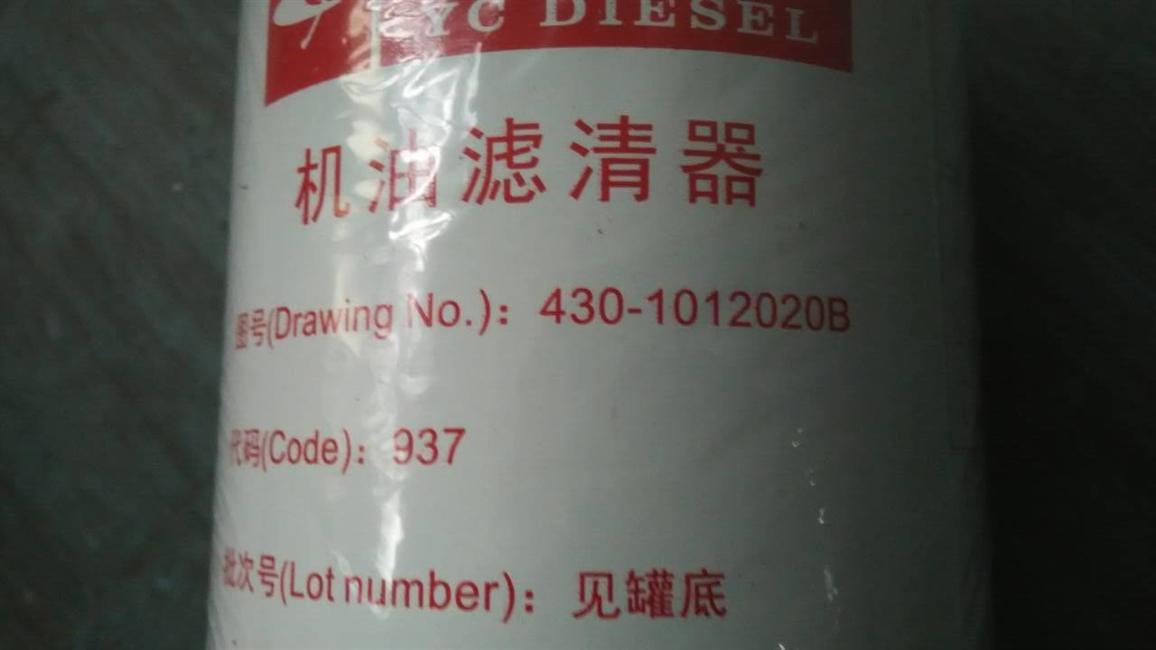 YC DIESEL
机油滤清器
图号(Drawing No.)：430-1012020B
代码(Code)：937
批次号(Lot number)：见罐底